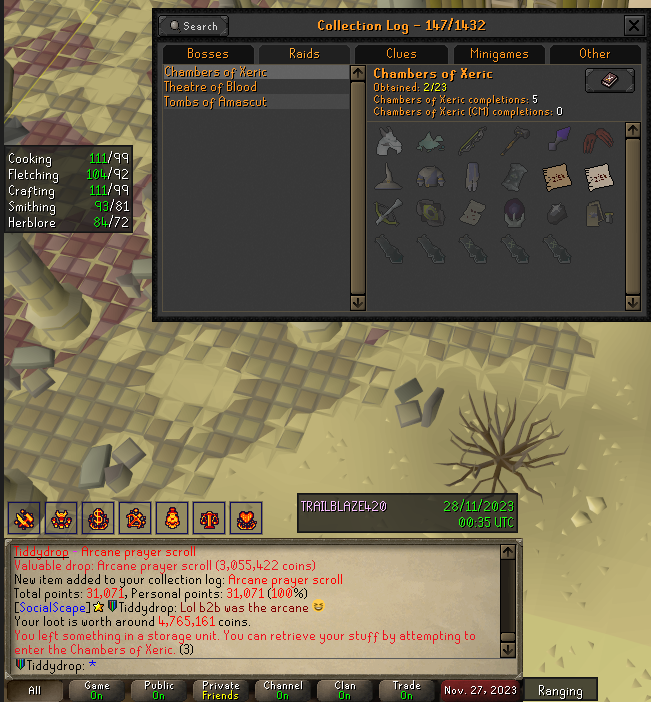 Search
Collection Log - 147/1432
Bosses
Raids
Clues
Minigames
Other
Chambers of Xeric
Theatre of Blood
Tombs of Amascut
Chambers of Xeric
Obtained: 2/23
Chambers of Xeric completions: 5
Chambers of Xeric (CM) completions: 0
Cooking 111/99
Fletching 104/92
Crafting 111/99
Smithing 93/81
Herblore 84/72
TRAILBLAZE420 28/11/2023
00:35 UTC
Tiddydrop - Arcane prayer scroll
Valuable drop: Arcane prayer scroll (3,055,422 coins)
New item added to your collection log: Arcane prayer scroll
Total points: 31,071, Personal points: 31,071 (100%)
[SocialScape] Tiddydrop: Lol b2b was the arcane
Your loot is worth around 4,765,161 coins.
You left something in a storage unit. You can retrieve your stuff by attempting to
enter the Chambers of Xeric. (3)
Tiddydrop: *
All
Game
On
Public
On
Private
Friends
Channel
On
Clan
On
Trade
On
Nov. 27, 2023
Ranging